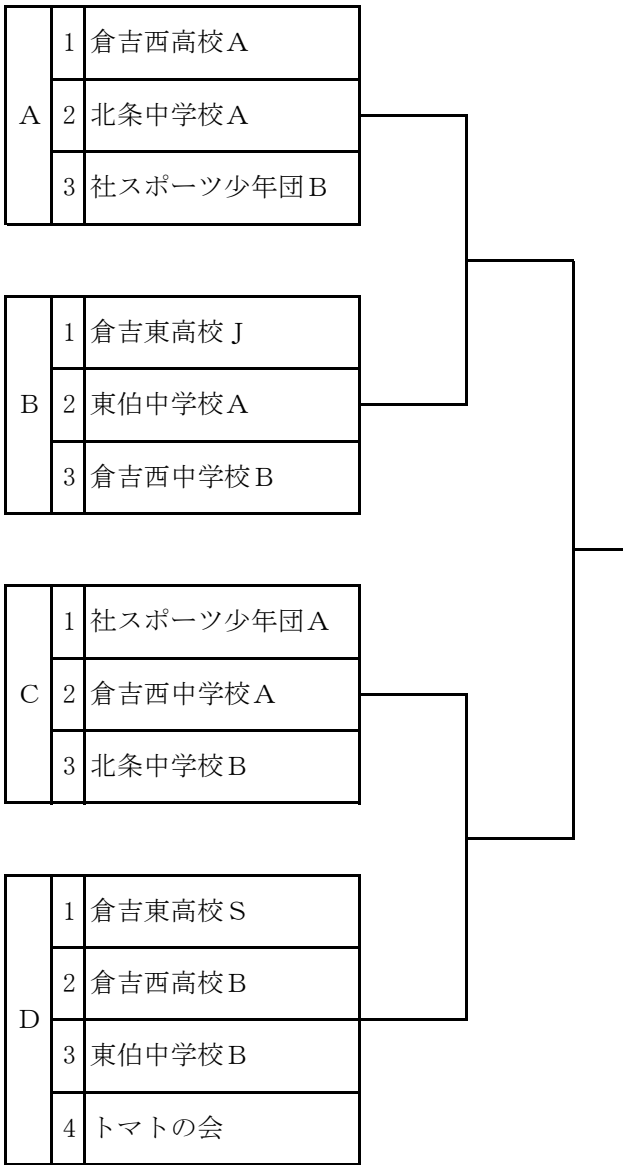 A
1 倉吉西高校A
2 北条中学校A
3 社スポーツ少年団B
B
1 倉吉東高校J
2 東伯中学校A
3 倉吉西中学校B
C
1 社スポーツ少年団A
2 倉吉西中学校A
3 北条中学校B
D
1 倉吉東高校S
2 倉吉西高校B
3 東伯中学校B
4 トマトの会